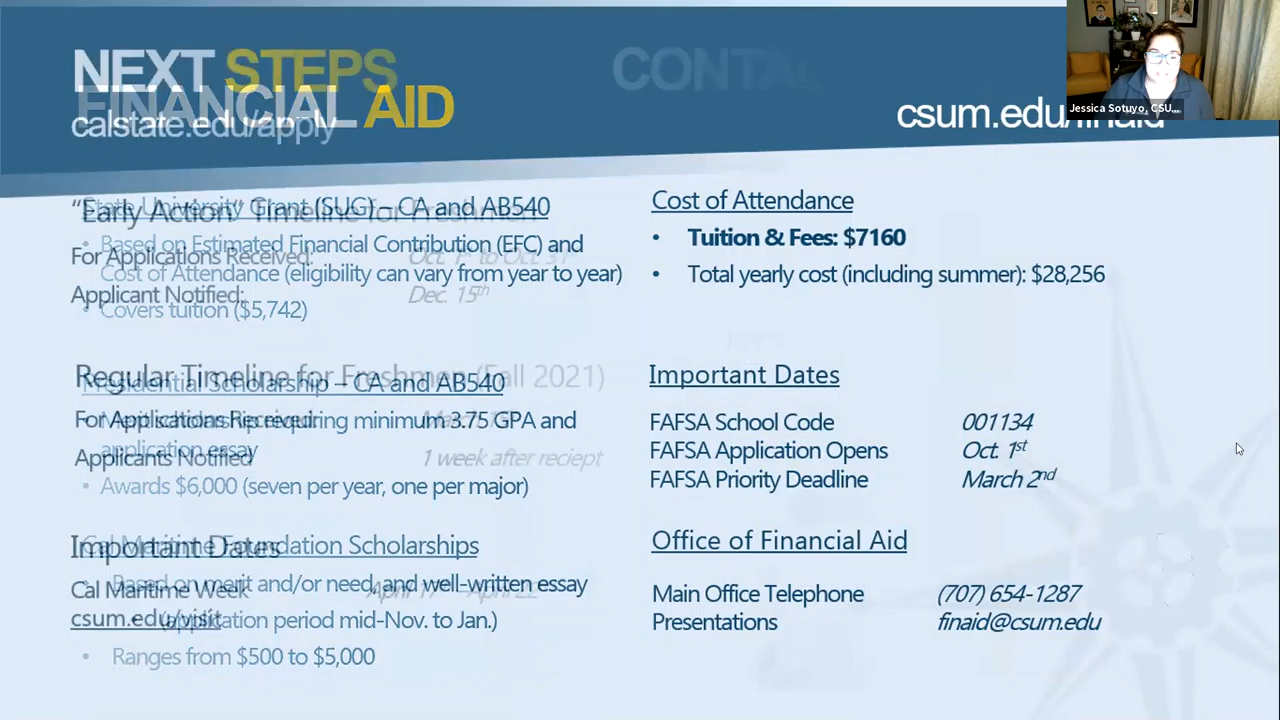 NEXT STEPS
FINANCIAL AID
calstate.edu/apply
CONTA
csum.edu/finaid
Jessica Sotuyo, CSU...
"Early Action" Timeline for Freshmen
State University Grant (SUG) – CA and AB540
• Based on Estimated Financial Contribution (EFC) and
Cost of Attendance (eligibility can vary from year to year)
For Applications Received: Oct. 1st to Oct. 31st
Applicant Notified: Dec. 15th
• Covers tuition ($5,742)
Regular Timeline for Freshmen (Fall 2021)
Presidential Scholarship – CA and AB540
For Applications Received:
• Merit scholarship requiring minimum 3.75 GPA and
application essay
Applicants Notified 1 week after reciept
• Awards $6,000 (seven per year, one per major)
Important Dates
Cal Maritime Foundation Scholarships
• Based on merit and/or need, and well-written essay
Cal Maritime Week April 17 – April 22
csum.edu/visit
• (application period mid-Nov. to Jan.)
• Ranges from $500 to $5,000
Cost of Attendance
• Tuition & Fees: $7160
• Total yearly cost (including summer): $28,256
Important Dates
FAFSA School Code 001134
FAFSA Application Opens Oct. 1st
FAFSA Priority Deadline March 2nd
Office of Financial Aid
Main Office Telephone (707) 654-1287
Presentations finaid@csum.edu